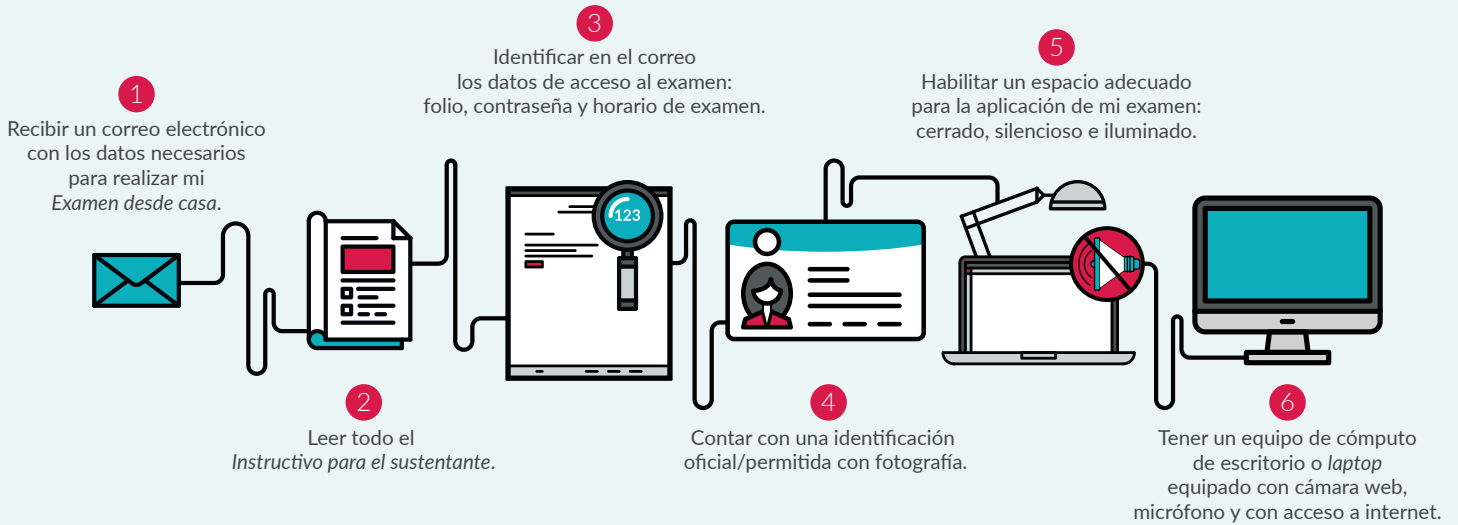 1
Recibir un correo electrónico
con los datos necesarios
para realizar mi
Examen desde casa.
2
Leer todo el
Instructivo para el sustentante.
3
Identificar en el correo
los datos de acceso al examen:
folio, contraseña y horario de examen.
123
4
Contar con una identificación
oficial/permitida con fotografía.
5
Habilitar un espacio adecuado
para la aplicación de mi examen:
cerrado, silencioso e iluminado.
6
Tener un equipo de cómputo
de escritorio o laptop
equipado con cámara web,
micrófono y con acceso a internet.